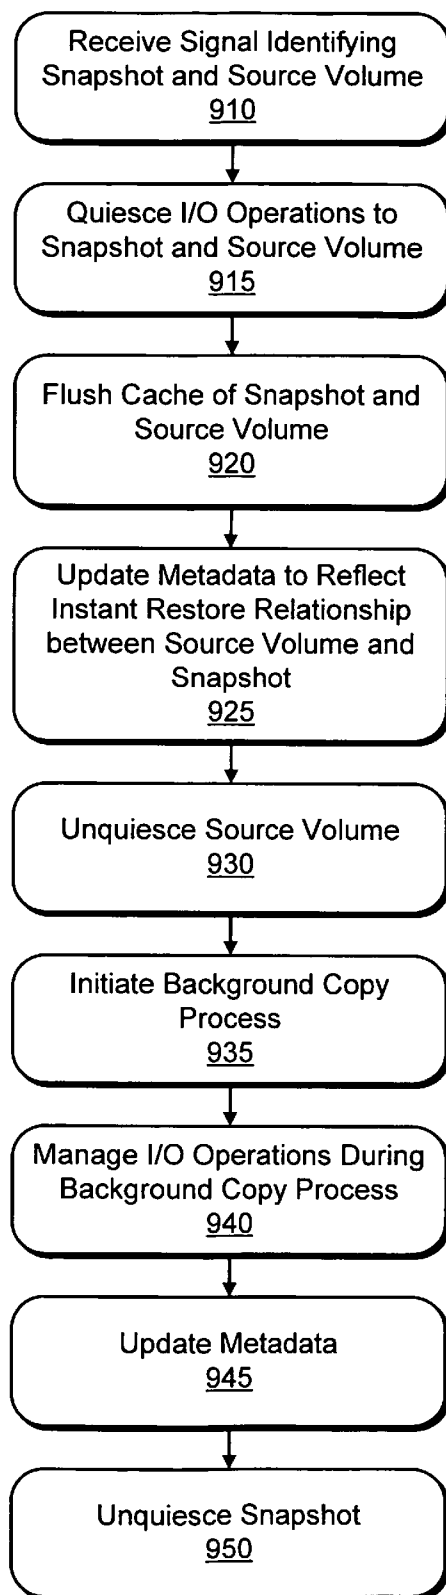 Receive Signal Identifying
Snapshot and Source Volume
910
Quiesce I/O Operations to
Snapshot and Source Volume
915
Flush Cache of Snapshot and
Source Volume
920
Update Metadata to Reflect
Instant Restore Relationship
between Source Volume and
Snapshot
925
Unquiesce Source Volume
930
Initiate Background Copy
Process
935
Manage I/O Operations During
Background Copy Process
940
Update Metadata
945
Unquiesce Snapshot
950